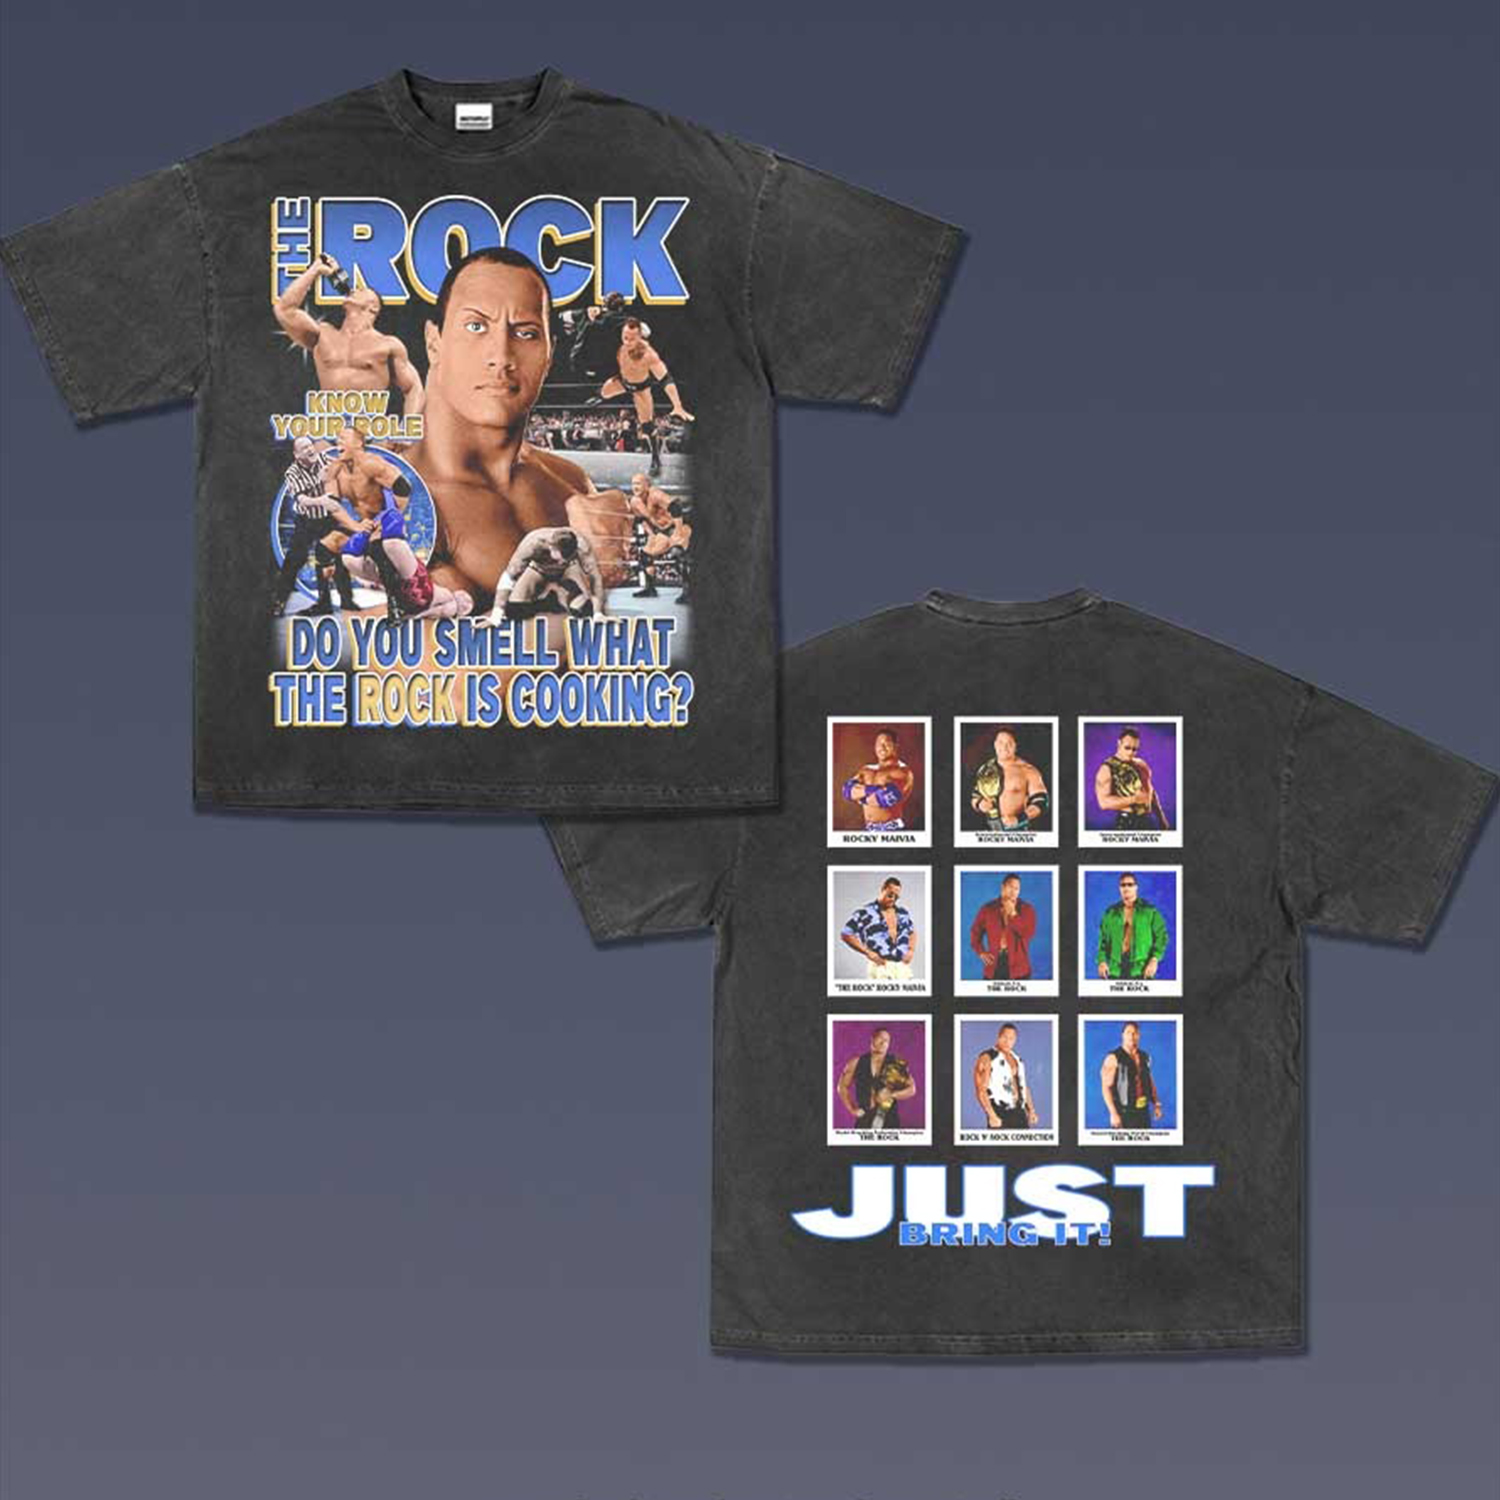 THE ROCK
KNOW
YOUR ROLE
DO YOU SMELL WHAT
THE ROCK IS COOKING?
ROCKY MAIVIA
ROCKY MAIVIA
ROCKY MAIVIA
"THE ROCK" ROCKY MAIVIA
THE ROCK
THE ROCK
THE ROCK
ROCK 'N' SOCK CONNECTION
THE ROCK
JUST
BRING IT!